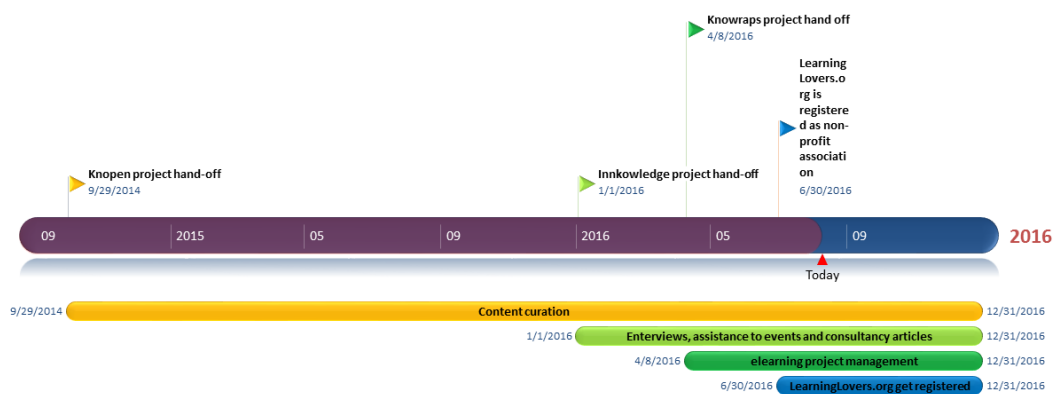 Knowraps project hand off
4/8/2016
Learning
Lovers.o
rg is
registere
d as non-
profit
associati
on
6/30/2016
Knopen project hand-off
9/29/2014
Innkowledge project hand-off
1/1/2016
09 2015 05 09 2016 05 09 2016
Today
9/29/2014 Content curation 12/31/2016
1/1/2016 Enterviews, assistance to events and consultancy articles 12/31/2016
4/8/2016 elearning project management 12/31/2016
6/30/2016 LearningLovers.org get registered 12/31/2016